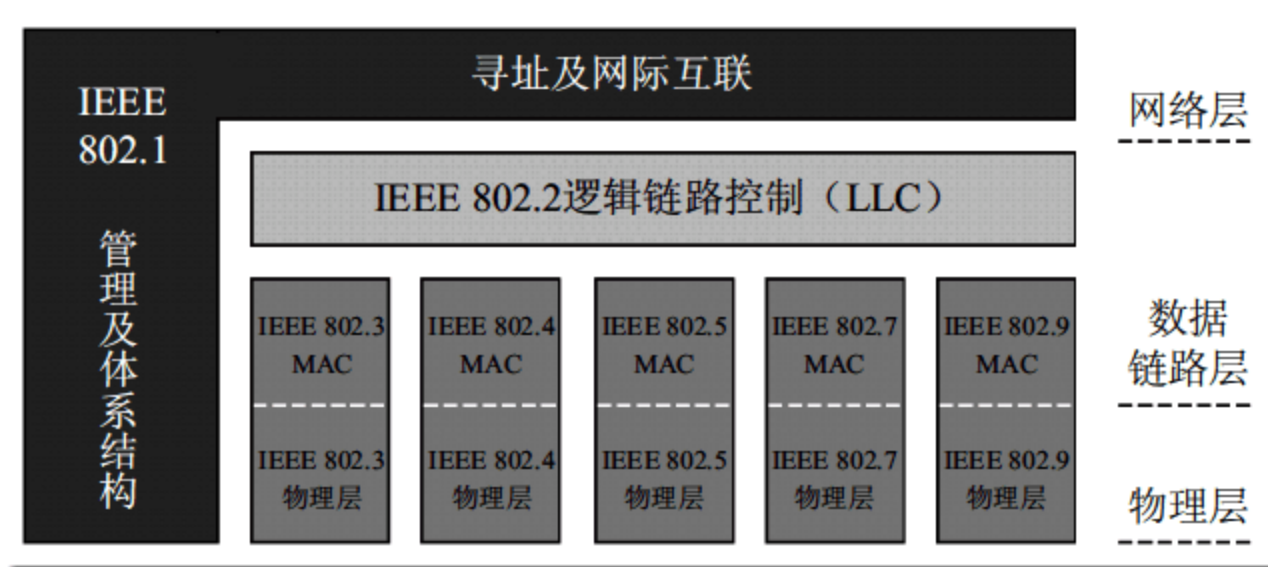 IEEE
802.1
管
理
及
体
系
结
构
寻址及网际互联
网络层
IEEE 802.2逻辑链路控制（LLC）
IEEE 802.3
MAC
IEEE 802.4
MAC
IEEE 802.5
MAC
IEEE 802.7
MAC
IEEE 802.9
MAC
数据
链路层
IEEE 802.3
物理层
IEEE 802.4
物理层
IEEE 802.5
物理层
IEEE 802.7
物理层
IEEE 802.9
物理层
物理层